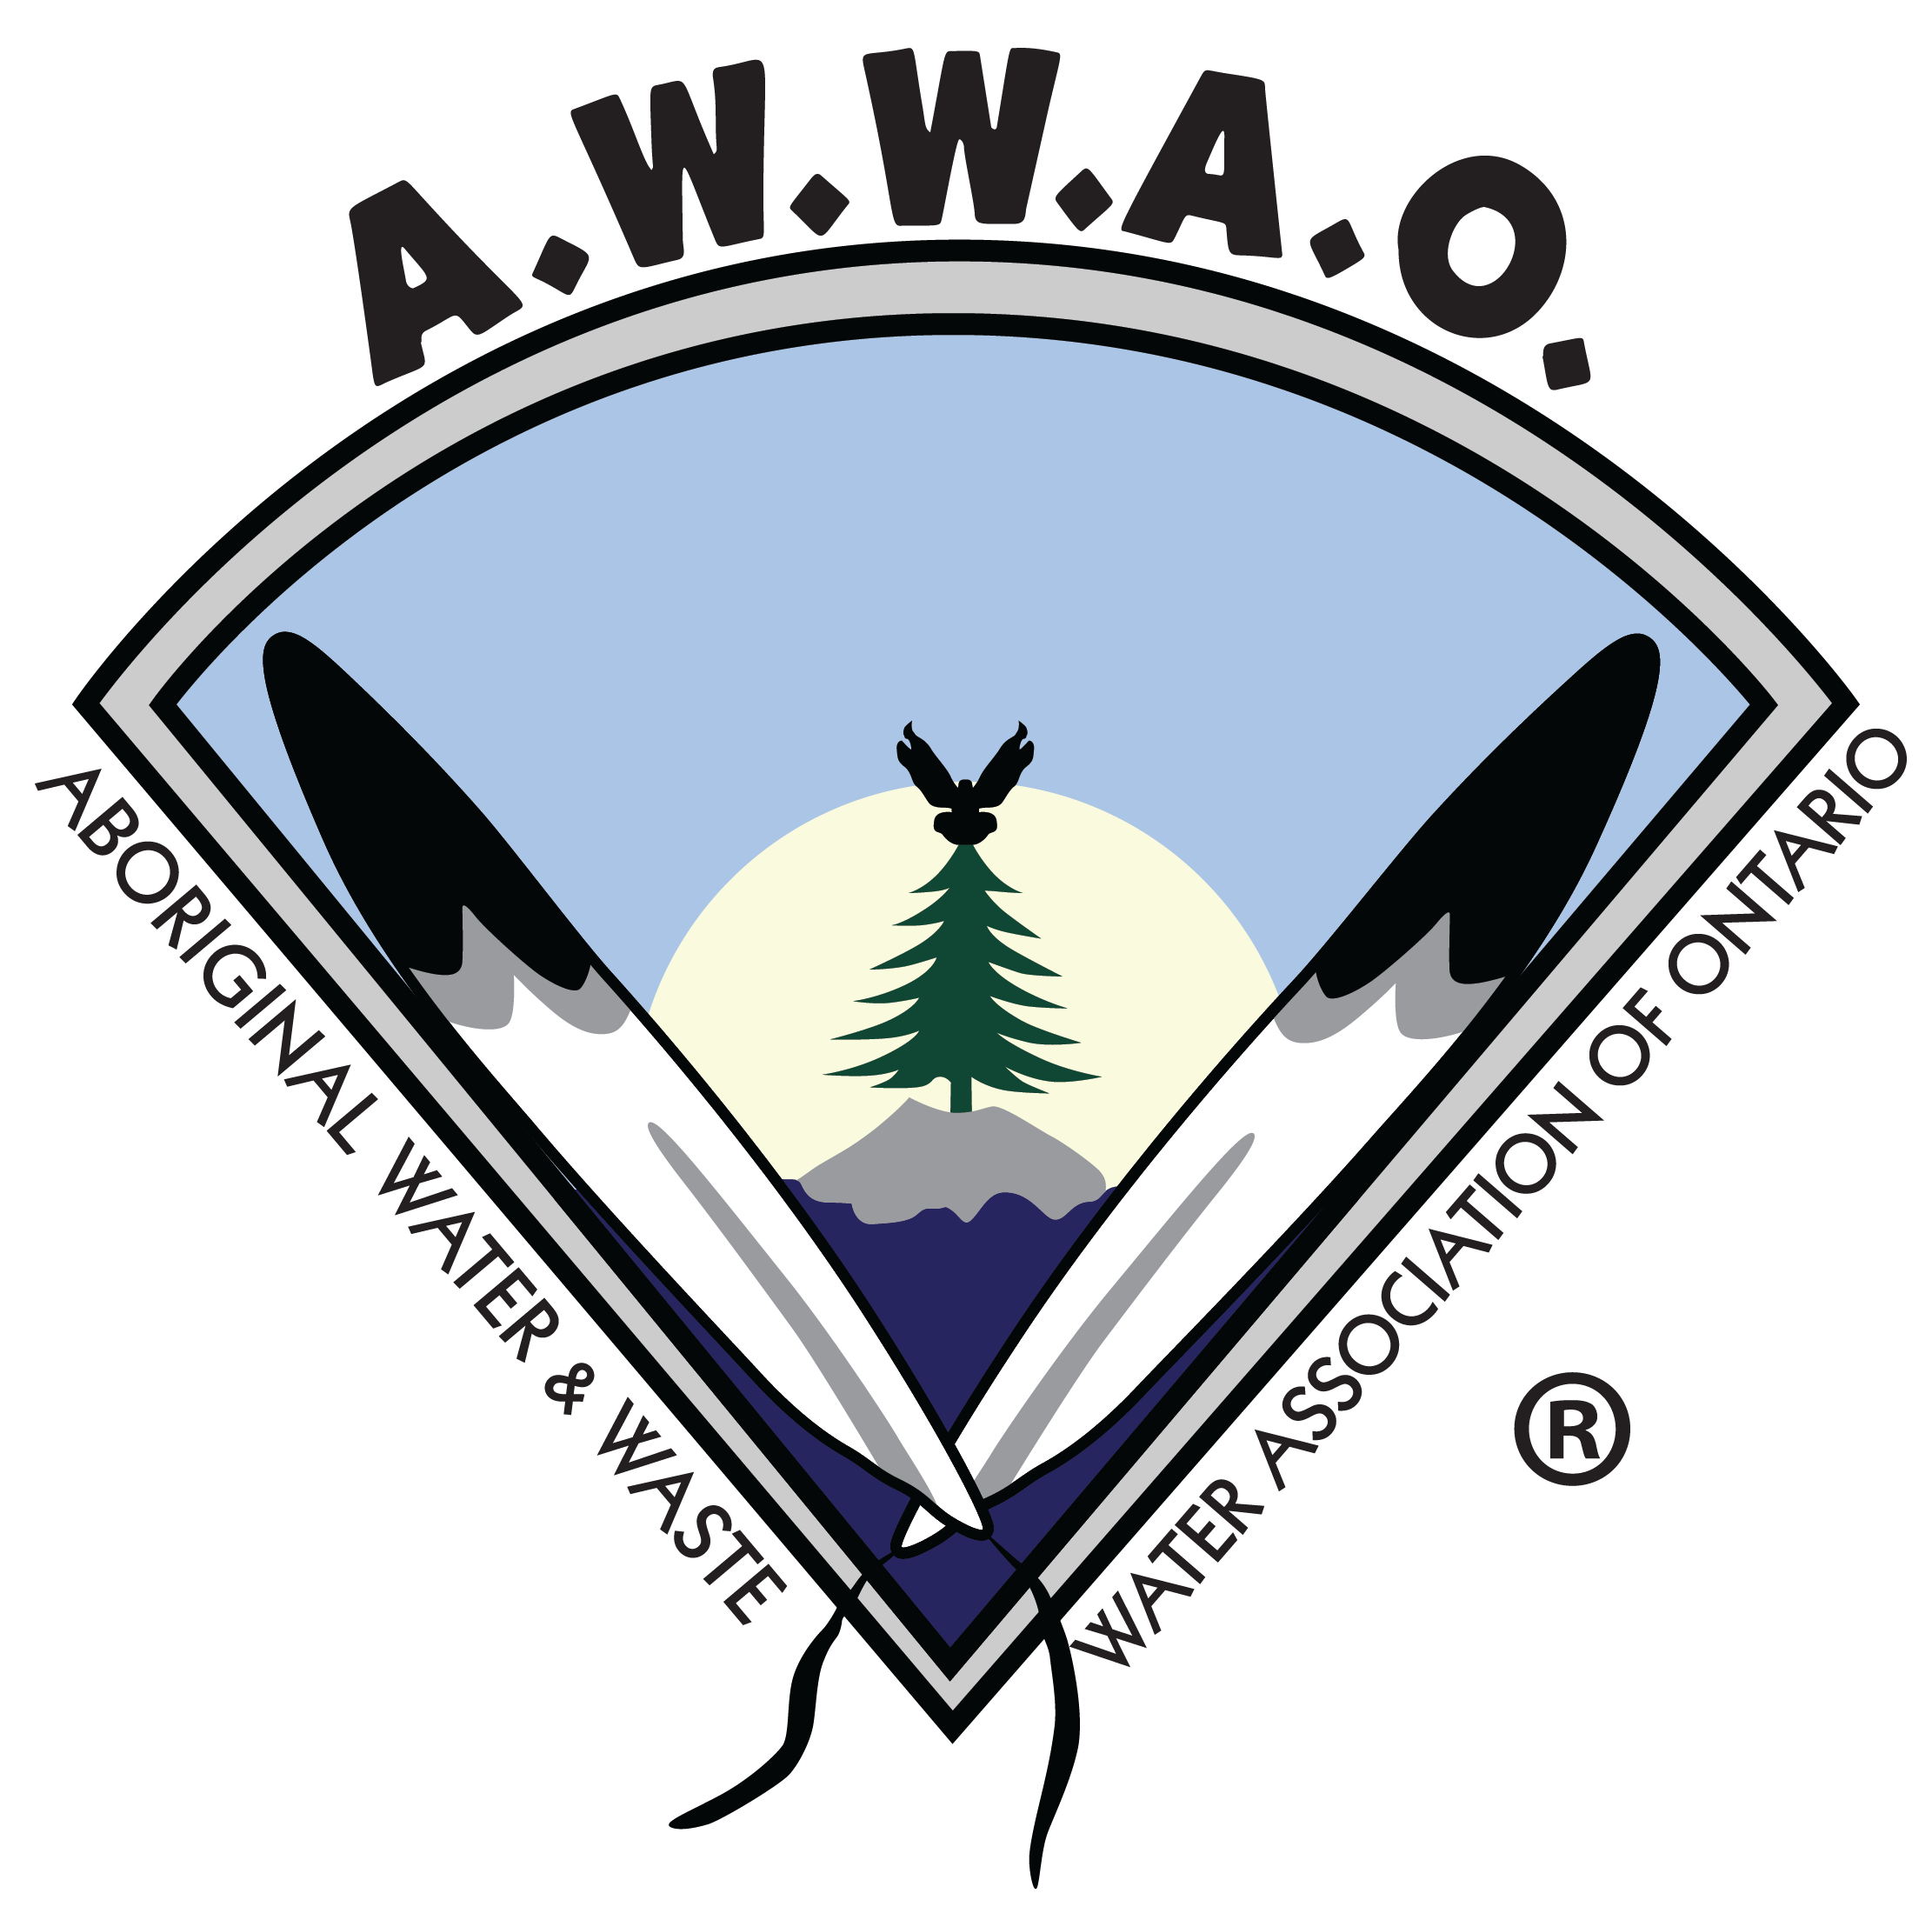 A.W.W.A.O.
ABORIGINAL WATER & WASTE
WATER ASSOCIATION OF ONTARIO
®